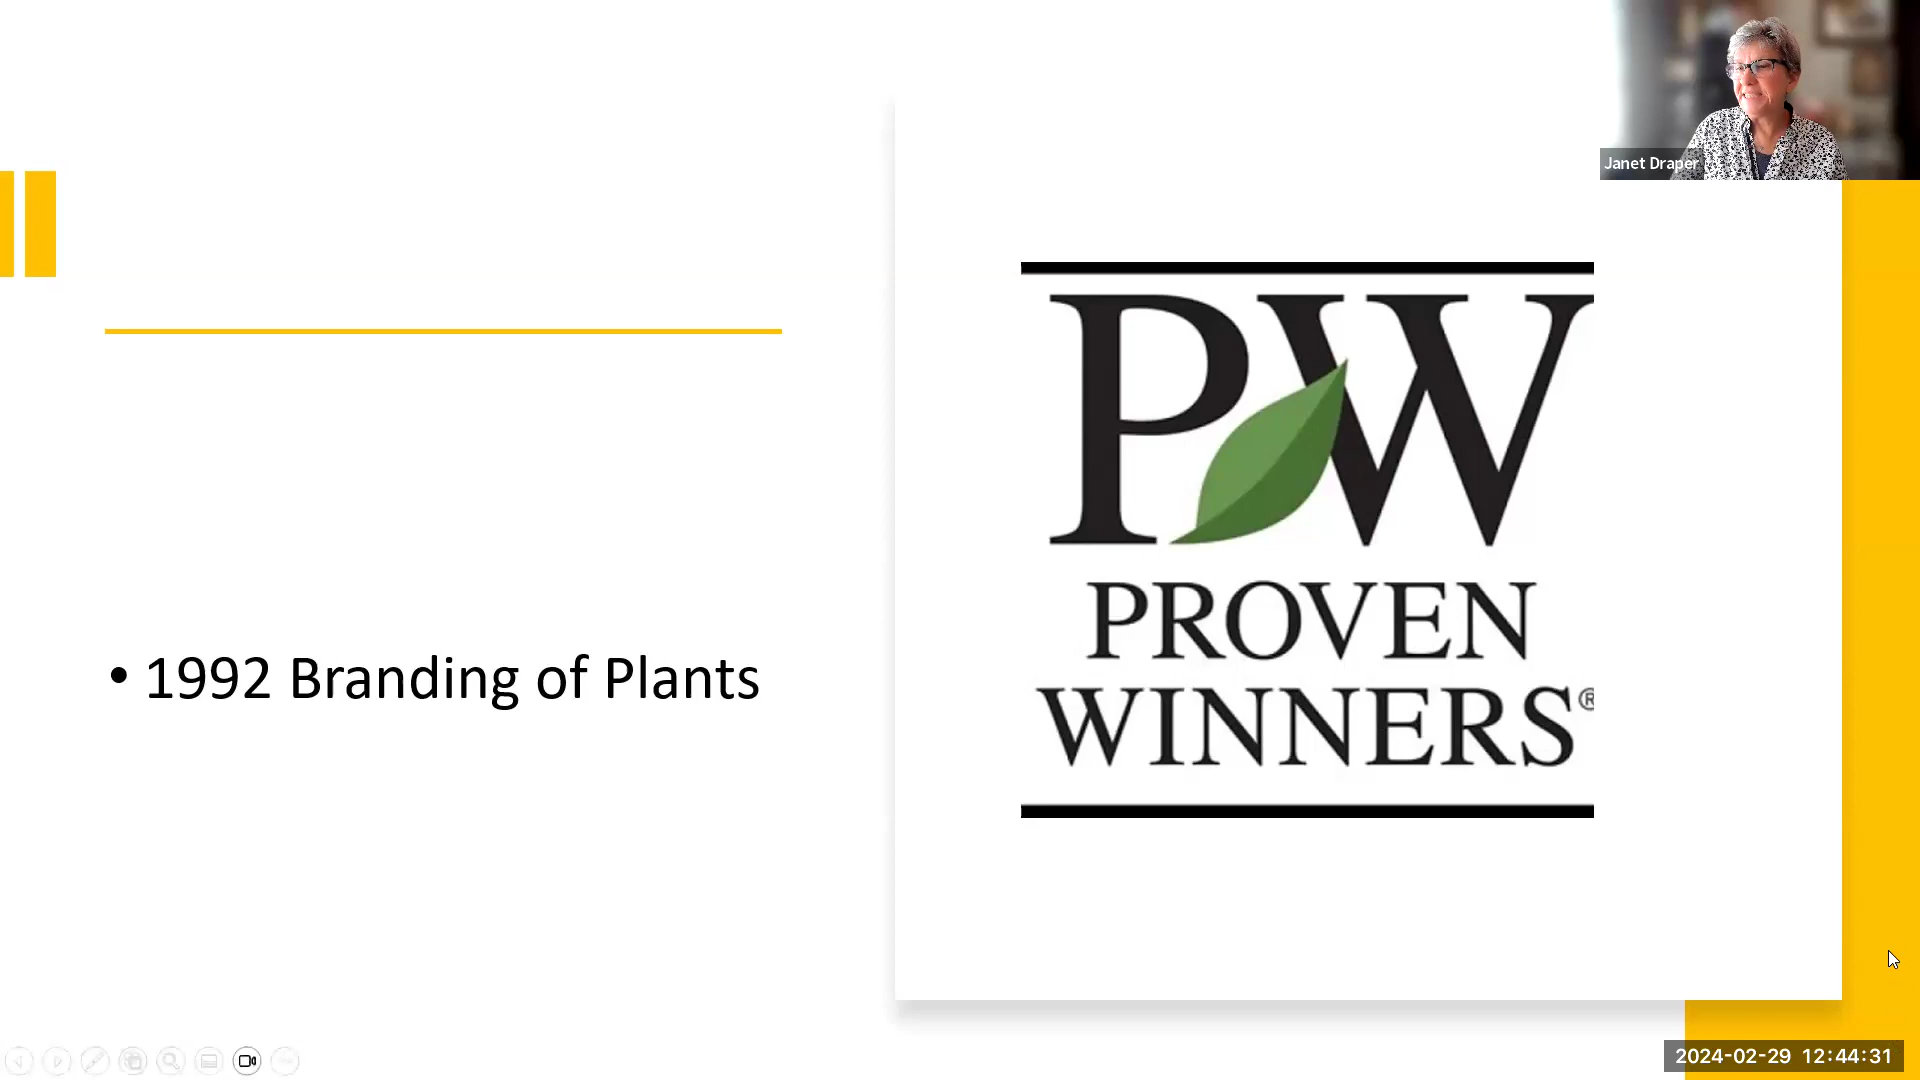 Janet Draper
PW
PROVEN
WINNERS®
• 1992 Branding of Plants
2024-02-29 12:44:31